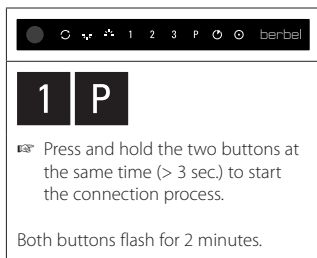 1 2 3 P berbel
1 P
☞ Press and hold the two buttons at
the same time (> 3 sec.) to start
the connection process.
Both buttons flash for 2 minutes.